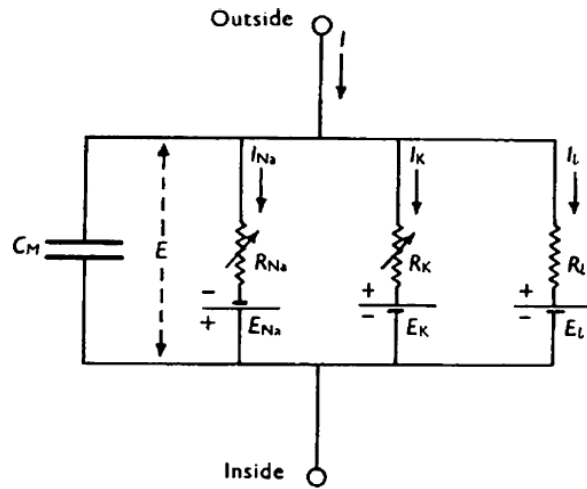 Outside
I
I_Na I_K I_l
C_M E R_Na R_K R_l
- + +
+ E_Na - E_K - E_l
Inside